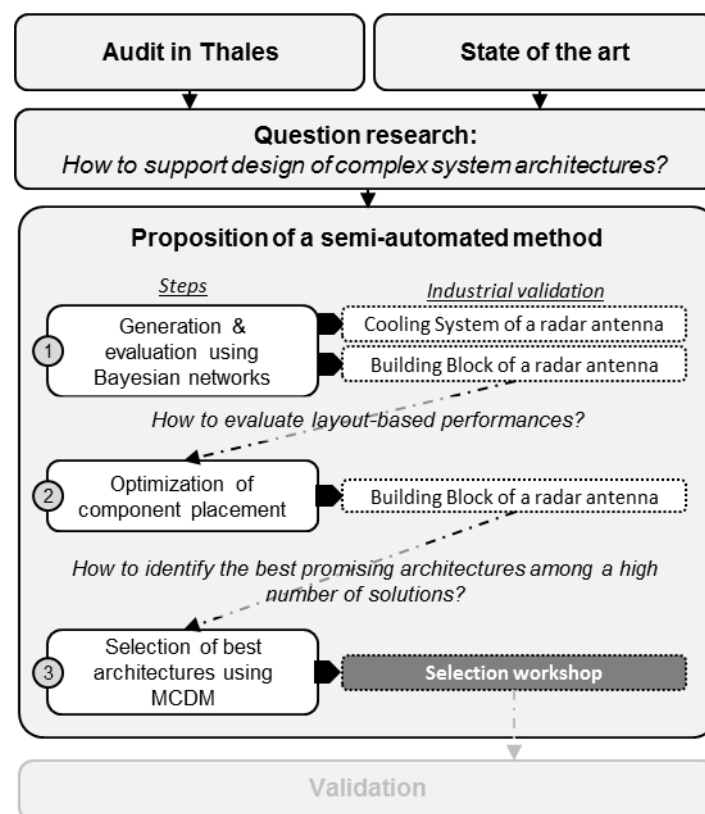 Audit in Thales
State of the art
Question research:
How to support design of complex system architectures?
Proposition of a semi-automated method
Steps
Industrial validation
1
Generation &
evaluation using
Bayesian networks
Cooling System of a radar antenna
Building Block of a radar antenna
How to evaluate layout-based performances?
2
Optimization of
component placement
Building Block of a radar antenna
How to identify the best promising architectures among a high
number of solutions?
3
Selection of best
architectures using
MCDM
Selection workshop
Validation